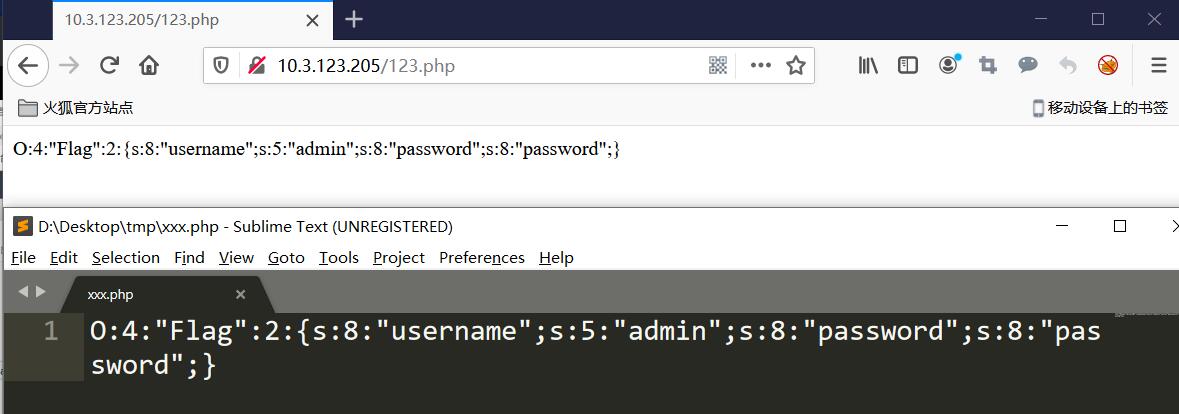 10.3.123.205/123.php
10.3.123.205/123.php
火狐官方站点
移动设备上的书签
O:4:"Flag":2:{s:8:"username";s:5:"admin";s:8:"password";s:8:"password";}
D:\Desktop\tmp\xxx.php - Sublime Text (UNREGISTERED)
File Edit Selection Find View Goto Tools Project Preferences Help
xxx.php
1 O:4:"Flag":2:{s:8:"username";s:5:"admin";s:8:"password";s:8:"pas
sword";}